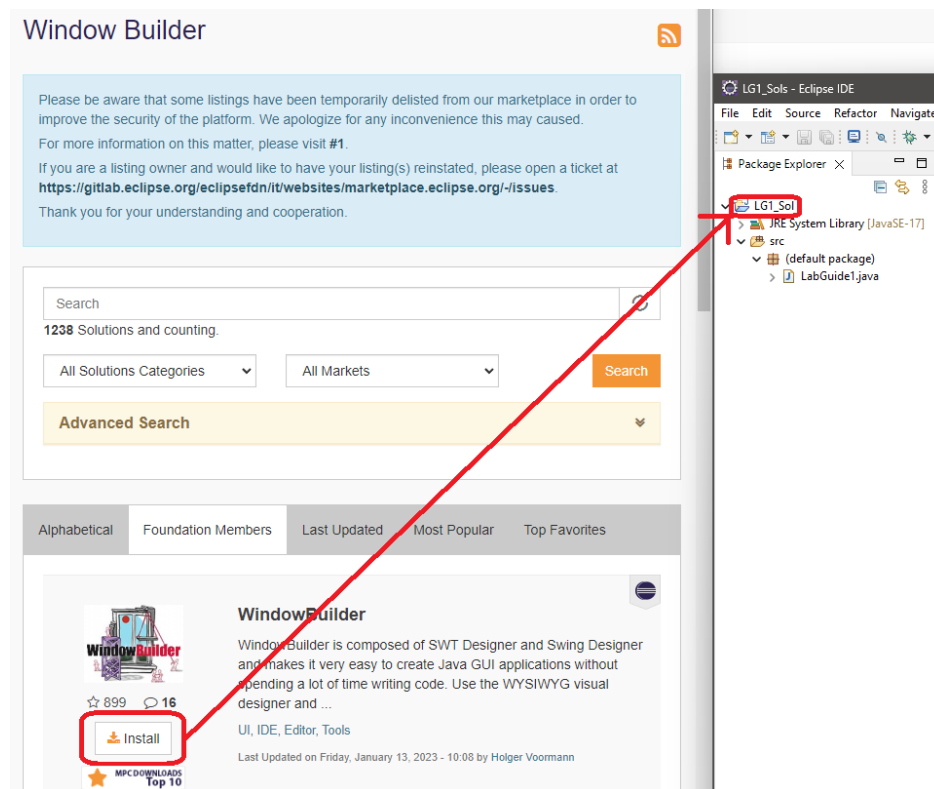 Window Builder
Please be aware that some listings have been temporarily delisted from our marketplace in order to
improve the security of the platform. We apologize for any inconvenience this may caused.
For more information on this matter, please visit #1.
If you are a listing owner and would like to have your listing(s) reinstated, please open a ticket at
https://gitlab.eclipse.org/eclipsefdn/it/websites/marketplace.eclipse.org/-/issues.
Thank you for your understanding and cooperation.
Search
1238 Solutions and counting.
All Solutions Categories
All Markets
Search
Advanced Search
Alphabetical
Foundation Members
Last Updated
Most Popular
Top Favorites
WindowBuilder
WindowBuilder
WindowBuilder is composed of SWT Designer and Swing Designer
and makes it very easy to create Java GUI applications without
spending a lot of time writing code. Use the WYSIWYG visual
designer and ...
899
16
Install
UI, IDE, Editor, Tools
Last Updated on Friday, January 13, 2023 - 10:08 by Holger Voormann
MPC DOWNLOADS
Top 10
LG1_Sols - Eclipse IDE
File Edit Source Refactor Navigate
Package Explorer
LG1_Sol
JRE System Library [JavaSE-17]
src
(default package)
LabGuide1.java